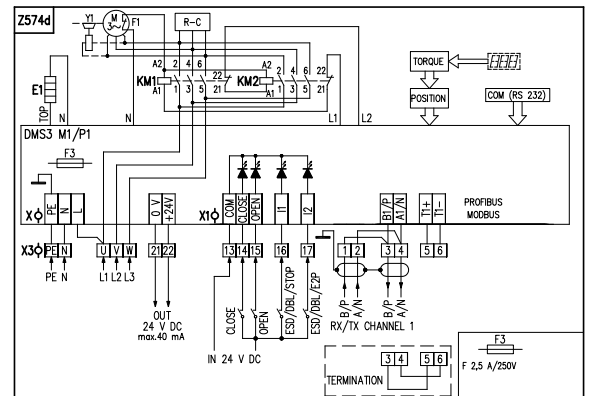 Z574d
Y1
M
3~
F1
R-C
A2 2 4 6 22
KM1
A1 1 3 5 21
A2 2 4 6 22
KM2
A1 1 3 5 21
E1
TOP
N
N
L1
L2
TORQUE
POSITION
COM (RS 232)
DMS3 M1/P1
F3
X
PE
N
L
U V W
0 V
+24V
X1
COM
CLOSE
OPEN
I1
I2
B1/P
A1/N
T1+
T1-
PROFIBUS
MODBUS
X3
PE N
21 22
13 14 15 16 17
1 2 3 4 5 6
PE N
L1 L2 L3
OUT
24 V DC
max.40 mA
IN 24 V DC
CLOSE
OPEN
ESD/DBL/STOP
ESD/DBL/E2P
B/P
A/N
B/P
A/N
RX/TX CHANNEL 1
TERMINATION
3 4 5 6
F3
F 2,5 A/250V